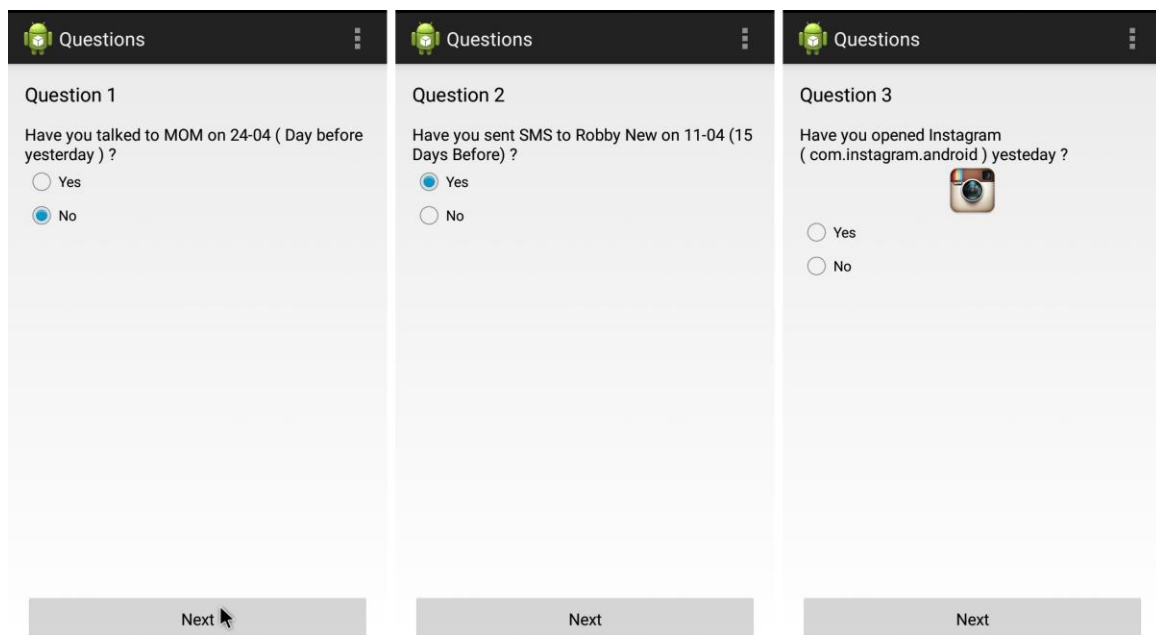 Questions
Question 1
Have you talked to MOM on 24-04 ( Day before
yesterday ) ?
Yes
No
Next
Questions
Question 2
Have you sent SMS to Robby New on 11-04 (15
Days Before) ?
Yes
No
Next
Questions
Question 3
Have you opened Instagram
( com.instagram.android ) yesteday ?
Yes
No
Next